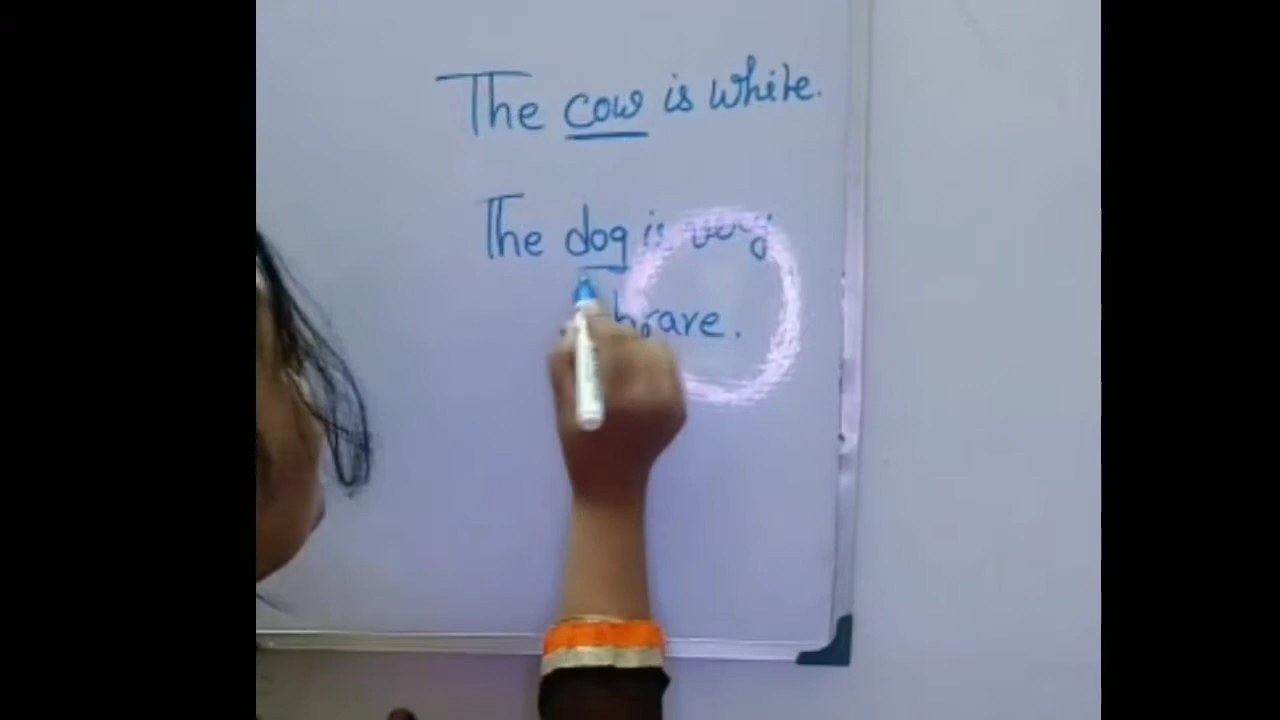 The cow is white.
The dog is very
brave.